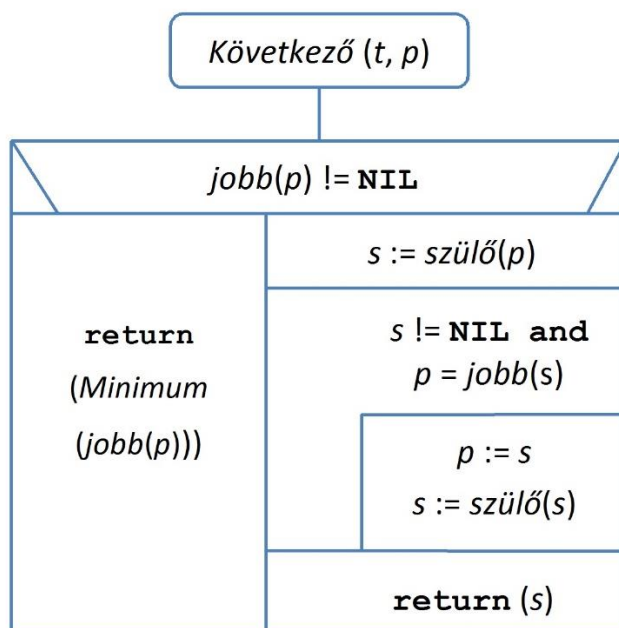 Következő (t, p)
jobb(p) != NIL
return
(Minimum
(jobb(p)))
s := szülő(p)
s != NIL and
p = jobb(s)
p := s
s := szülő(s)
return (s)